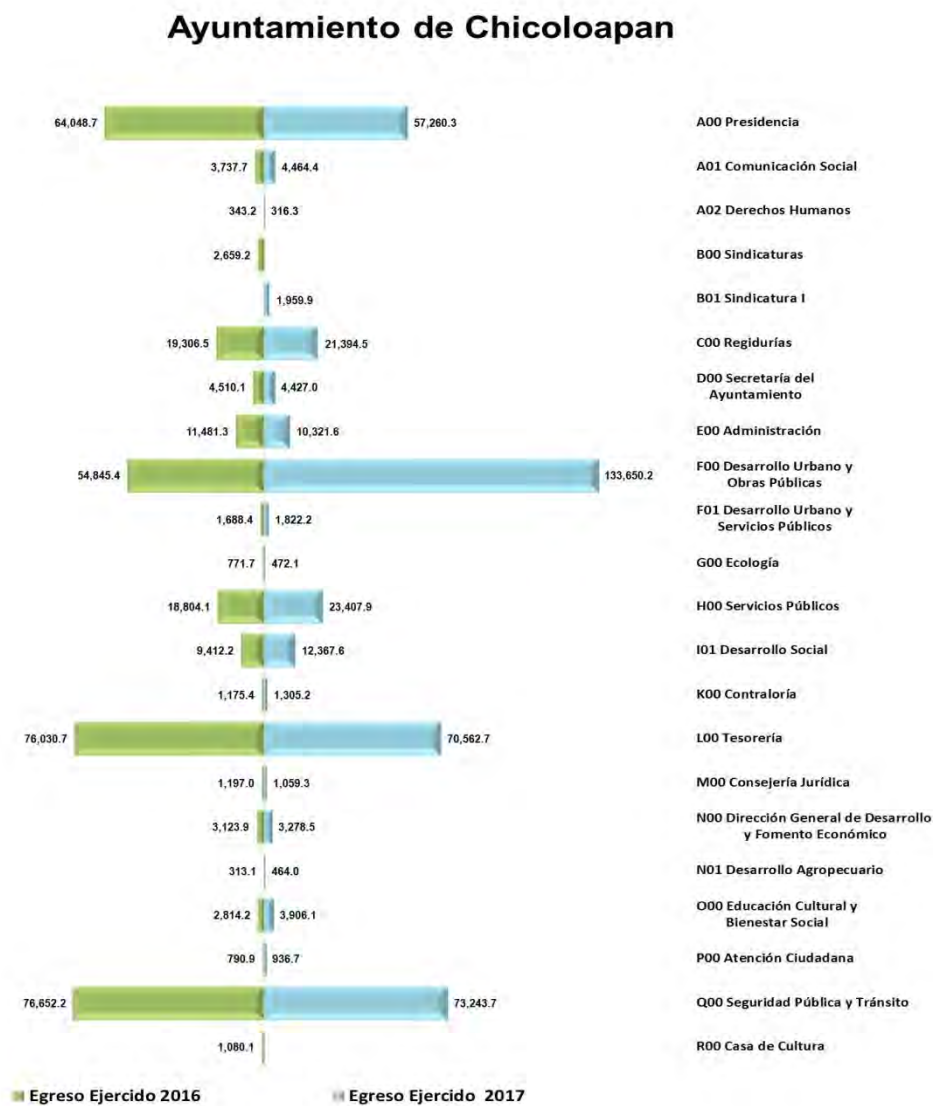 Ayuntamiento de Chicoloapan
64,048.7 57,260.3 A00 Presidencia
3,737.7 4,464.4 A01 Comunicación Social
343.2 316.3 A02 Derechos Humanos
2,659.2 B00 Sindicaturas
1,959.9 B01 Sindicatura I
19,306.5 21,394.5 C00 Regidurías
4,510.1 4,427.0 D00 Secretaría del
Ayuntamiento
11,481.3 10,321.6 E00 Administración
54,845.4 133,650.2 F00 Desarrollo Urbano y
Obras Públicas
1,688.4 1,822.2 F01 Desarrollo Urbano y
Servicios Públicos
771.7 472.1 G00 Ecología
18,804.1 23,407.9 H00 Servicios Públicos
9,412.2 12,367.6 I01 Desarrollo Social
1,175.4 1,305.2 K00 Contraloría
76,030.7 70,562.7 L00 Tesorería
1,197.0 1,059.3 M00 Consejería Jurídica
3,123.9 3,278.5 N00 Dirección General de Desarrollo
y Fomento Económico
313.1 464.0 N01 Desarrollo Agropecuario
2,814.2 3,906.1 O00 Educación Cultural y
Bienestar Social
790.9 936.7 P00 Atención Ciudadana
76,652.2 73,243.7 Q00 Seguridad Pública y Tránsito
1,080.1 R00 Casa de Cultura
Egreso Ejercido 2016 Egreso Ejercido 2017